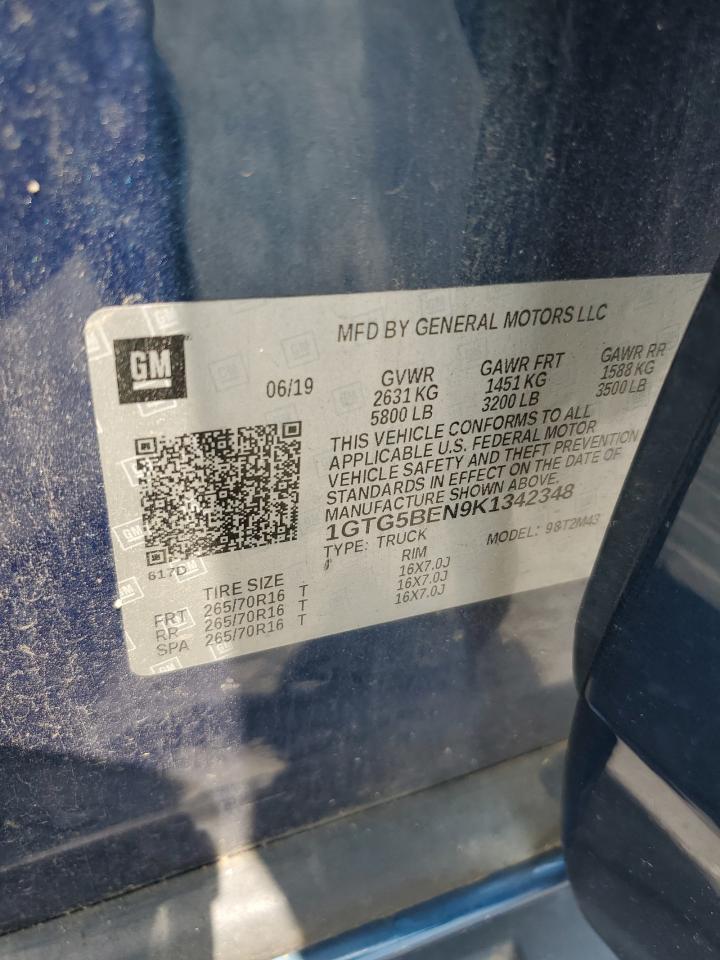 GM
MFD BY GENERAL MOTORS LLC
06/19
GVWR
2631 KG
5800 LB
GAWR FRT
1451 KG
3200 LB
GAWR RR
1588 KG
3500 LB
THIS VEHICLE CONFORMS TO ALL
APPLICABLE U.S. FEDERAL MOTOR
VEHICLE SAFETY AND THEFT PREVENTION
STANDARDS IN EFFECT ON THE DATE OF
MANUFACTURE SHOWN ABOVE.
1GTG5BEN9K1342348
TYPE: TRUCK
MODEL: 98T2M43
617D
TIRE SIZE RIM
FRT 265/70R16 T 16X7.0J
RR 265/70R16 T 16X7.0J
SPA 265/70R16 T 16X7.0J